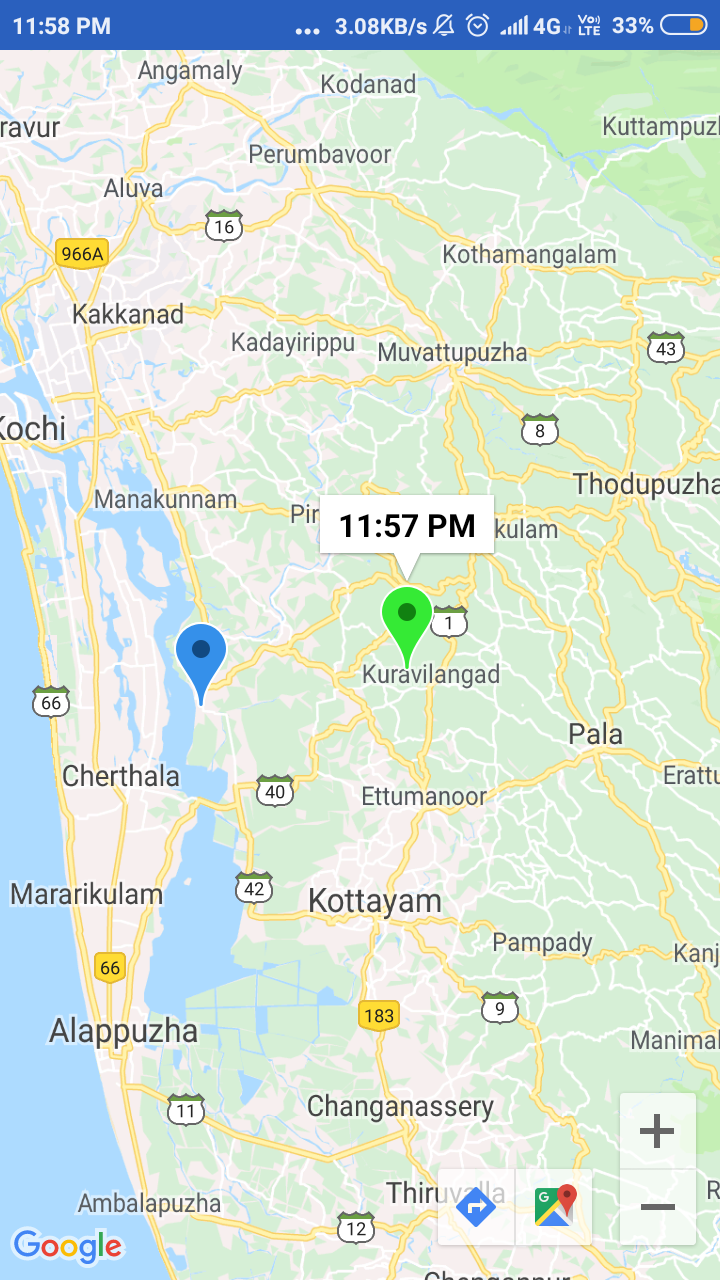 11:58 PM ... 3.08KB/s 4G VoLTE 33%
Angamaly
Kodanad
ravur
Kuttampuzh
Perumbavoor
Aluva
16
966A
Kothamangalam
Kakkanad
Kadayirippu
Muvattupuzha
43
Kochi
8
Thodupuzha
Manakunnam
Pir
11:57 PM
kulam
1
Kuravilangad
66
Pala
Cherthala
Erattu
40
Ettumanoor
42
Mararikulam
Kottayam
Pampady
Kanj
66
9
183
Alappuzha
Manimal
11
Changanassery
+
Thiruvalla
R
Ambalapuzha
G
−
12
Google
Chengannur